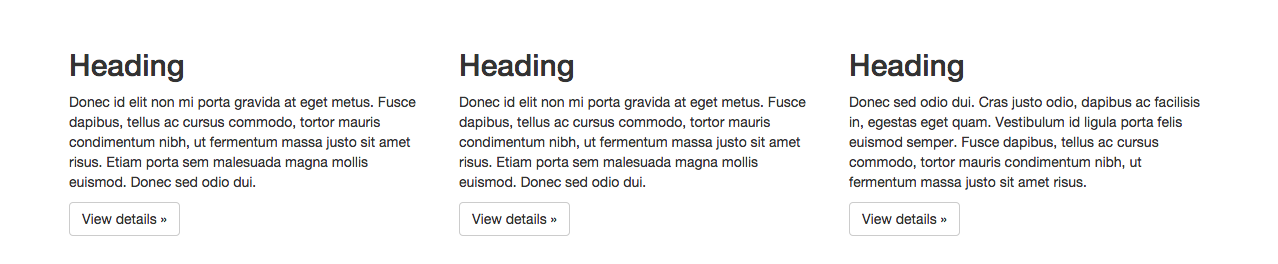 Heading
Donec id elit non mi porta gravida at eget metus. Fusce
dapibus, tellus ac cursus commodo, tortor mauris
condimentum nibh, ut fermentum massa justo sit amet
risus. Etiam porta sem malesuada magna mollis
euismod. Donec sed odio dui.
View details »
Heading
Donec id elit non mi porta gravida at eget metus. Fusce
dapibus, tellus ac cursus commodo, tortor mauris
condimentum nibh, ut fermentum massa justo sit amet
risus. Etiam porta sem malesuada magna mollis
euismod. Donec sed odio dui.
View details »
Heading
Donec sed odio dui. Cras justo odio, dapibus ac facilisis
in, egestas eget quam. Vestibulum id ligula porta felis
euismod semper. Fusce dapibus, tellus ac cursus
commodo, tortor mauris condimentum nibh, ut
fermentum massa justo sit amet risus.
View details »